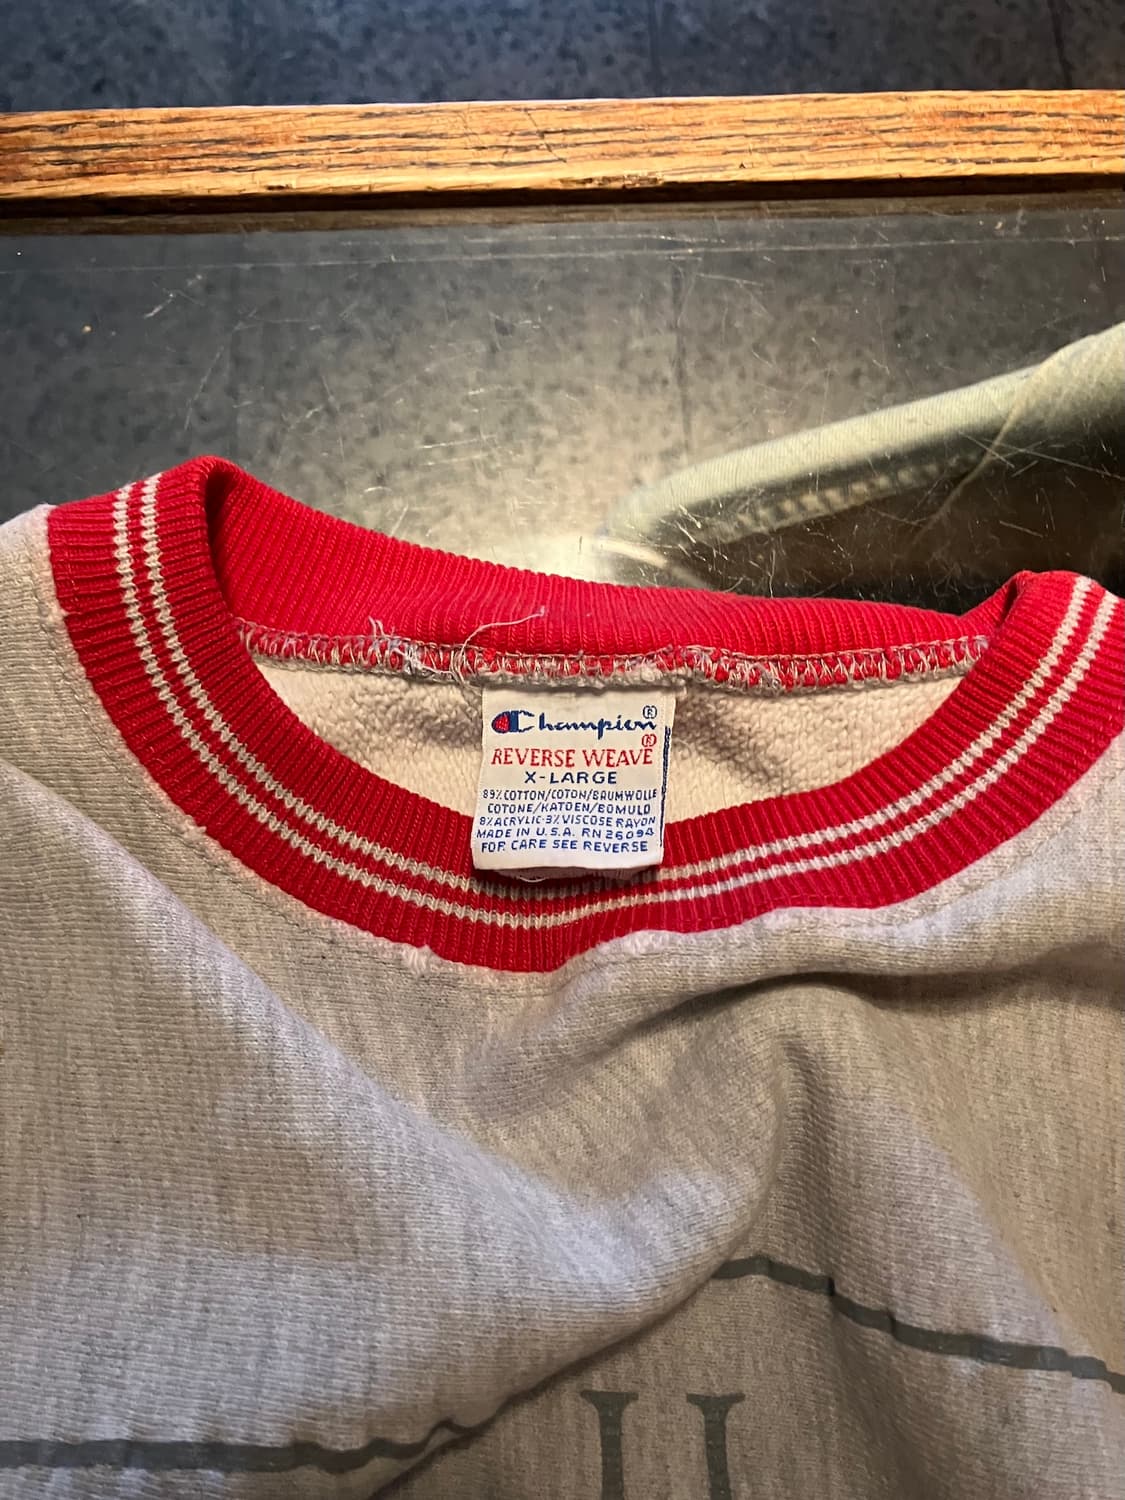 Champion®
REVERSE WEAVE®
X-LARGE
89% COTTON/COTON/BAUMWOLLE
COTONE/KATOEN/BOMULD
8% ACRYLIC·3% VISCOSE RAYON
MADE IN U.S.A. RN 26094
FOR CARE SEE REVERSE